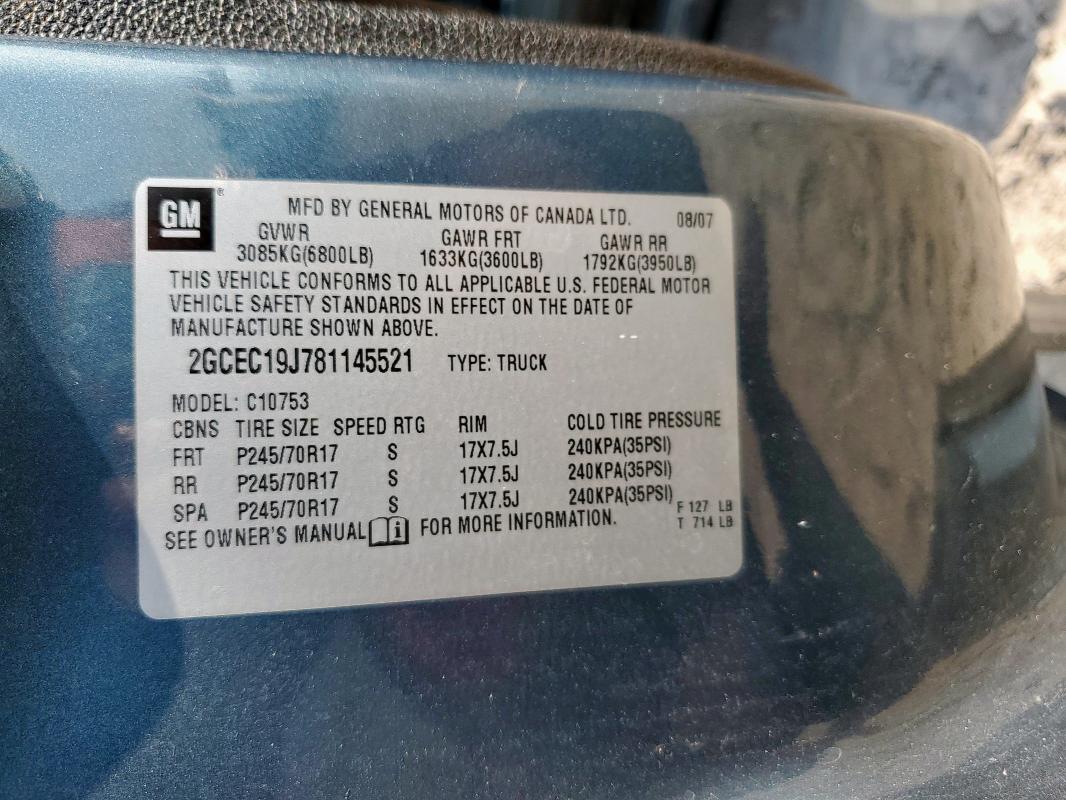 GM® MFD BY GENERAL MOTORS OF CANADA LTD. 08/07
GVWR GAWR FRT GAWR RR
3085KG(6800LB) 1633KG(3600LB) 1792KG(3950LB)
THIS VEHICLE CONFORMS TO ALL APPLICABLE U.S. FEDERAL MOTOR
VEHICLE SAFETY STANDARDS IN EFFECT ON THE DATE OF
MANUFACTURE SHOWN ABOVE.
2GCEC19J781145521 TYPE: TRUCK
MODEL: C10753
CBNS TIRE SIZE SPEED RTG RIM COLD TIRE PRESSURE
FRT P245/70R17 S 17X7.5J 240KPA(35PSI)
RR P245/70R17 S 17X7.5J 240KPA(35PSI)
SPA P245/70R17 S 17X7.5J 240KPA(35PSI)
F 127 LB
T 714 LB
SEE OWNER'S MANUAL i FOR MORE INFORMATION.